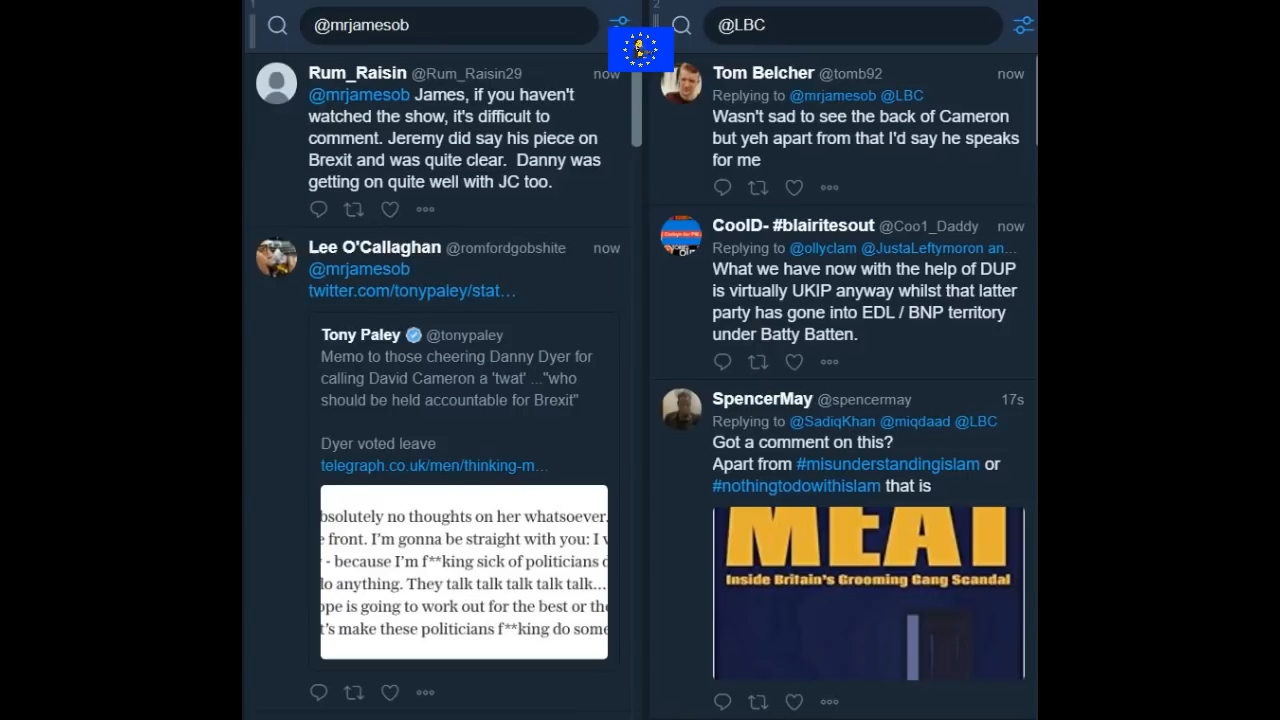 1
@mrjamesob
Rum_Raisin @Rum_Raisin29 now
@mrjamesob James, if you haven't
watched the show, it's difficult to
comment. Jeremy did say his piece on
Brexit and was quite clear. Danny was
getting on quite well with JC too.
Lee O'Callaghan @romfordgobshite now
@mrjamesob
twitter.com/tonypaley/stat…
Tony Paley @tonypaley
Memo to those cheering Danny Dyer for
calling David Cameron a 'twat' ..."who
should be held accountable for Brexit"
Dyer voted leave
telegraph.co.uk/men/thinking-m…
bsolutely no thoughts on her whatsoever.
e front. I'm gonna be straight with you: I v
- because I'm f**king sick of politicians d
lo anything. They talk talk talk talk talk...
ope is going to work out for the best or the
t's make these politicians f**king do some
2
@LBC
Tom Belcher @tomb92 now
Replying to @mrjamesob @LBC
Wasn't sad to see the back of Cameron
but yeh apart from that I'd say he speaks
for me
CoolD- #blairitesout @Coo1_Daddy now
Replying to @ollyclam @JustaLeftymoron an...
What we have now with the help of DUP
is virtually UKIP anyway whilst that latter
party has gone into EDL / BNP territory
under Batty Batten.
SpencerMay @spencermay 17s
Replying to @SadiqKhan @miqdaad @LBC
Got a comment on this?
Apart from #misunderstandingislam or
#nothingtodowithislam that is
MEAT
Inside Britain's Grooming Gang Scandal